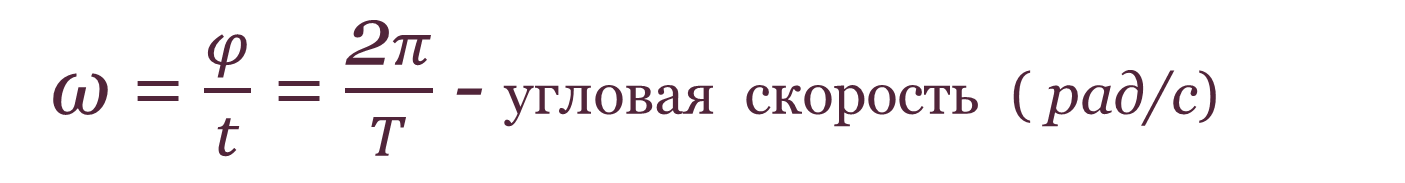 ω = φ/t = 2π/T - угловая скорость ( рад/с)